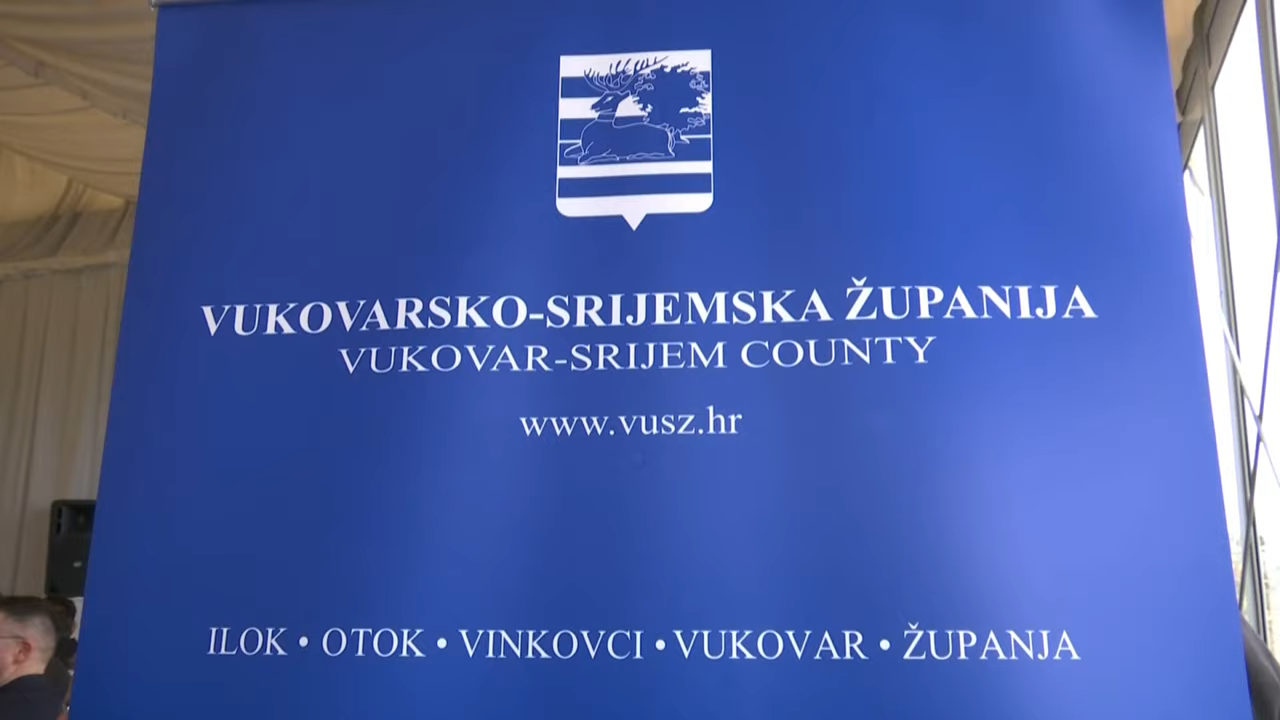 VUKOVARSKO-SRIJEMSKA ŽUPANIJA
VUKOVAR-SRIJEM COUNTY
www.vusz.hr
ILOK • OTOK • VINKOVCI • VUKOVAR • ŽUPANJA